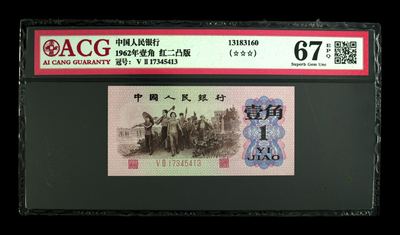 ACG
AI CANG GUARANTY
中国人民银行
1962年壹角 红二凸版
冠号: V II 17345413
13183160
(☆☆☆)
67 EPQ
Superb Gem Unc
中國人民銀行
壹角
1
YI
JIAO
V II 17345413